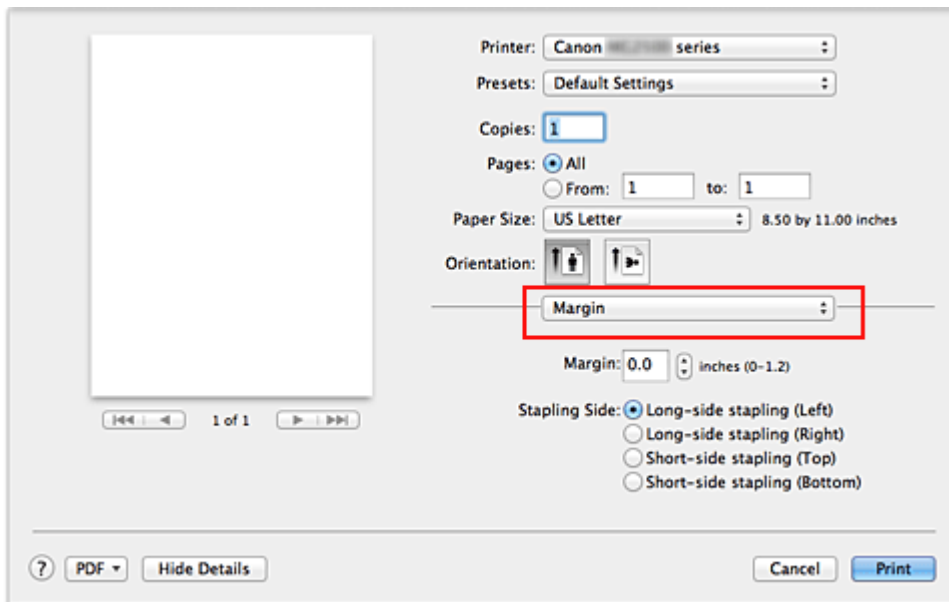 Printer: Canon series
Presets: Default Settings
Copies: 1
Pages: All
From: 1 to: 1
Paper Size: US Letter 8.50 by 11.00 inches
Orientation:
Margin
Margin: 0.0 inches (0-1.2)
1 of 1
Stapling Side: Long-side stapling (Left)
Long-side stapling (Right)
Short-side stapling (Top)
Short-side stapling (Bottom)
? PDF Hide Details Cancel Print